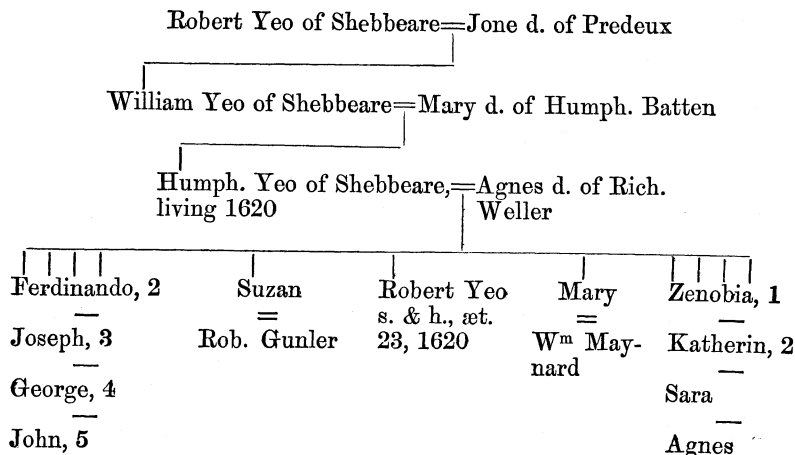 Robert Yeo of Shebbeare=Jone d. of Predeux
William Yeo of Shebbeare=Mary d. of Humph. Batten
Humph. Yeo of Shebbeare,=Agnes d. of Rich.
living 1620 Weller
Ferdinando, 2 Suzan Robert Yeo Mary Zenobia, 1
= s. & h., æt. =
Joseph, 3 Rob. Gunler 23, 1620 Wᵐ May- Katherin, 2
nard
George, 4 Sara
John, 5 Agnes